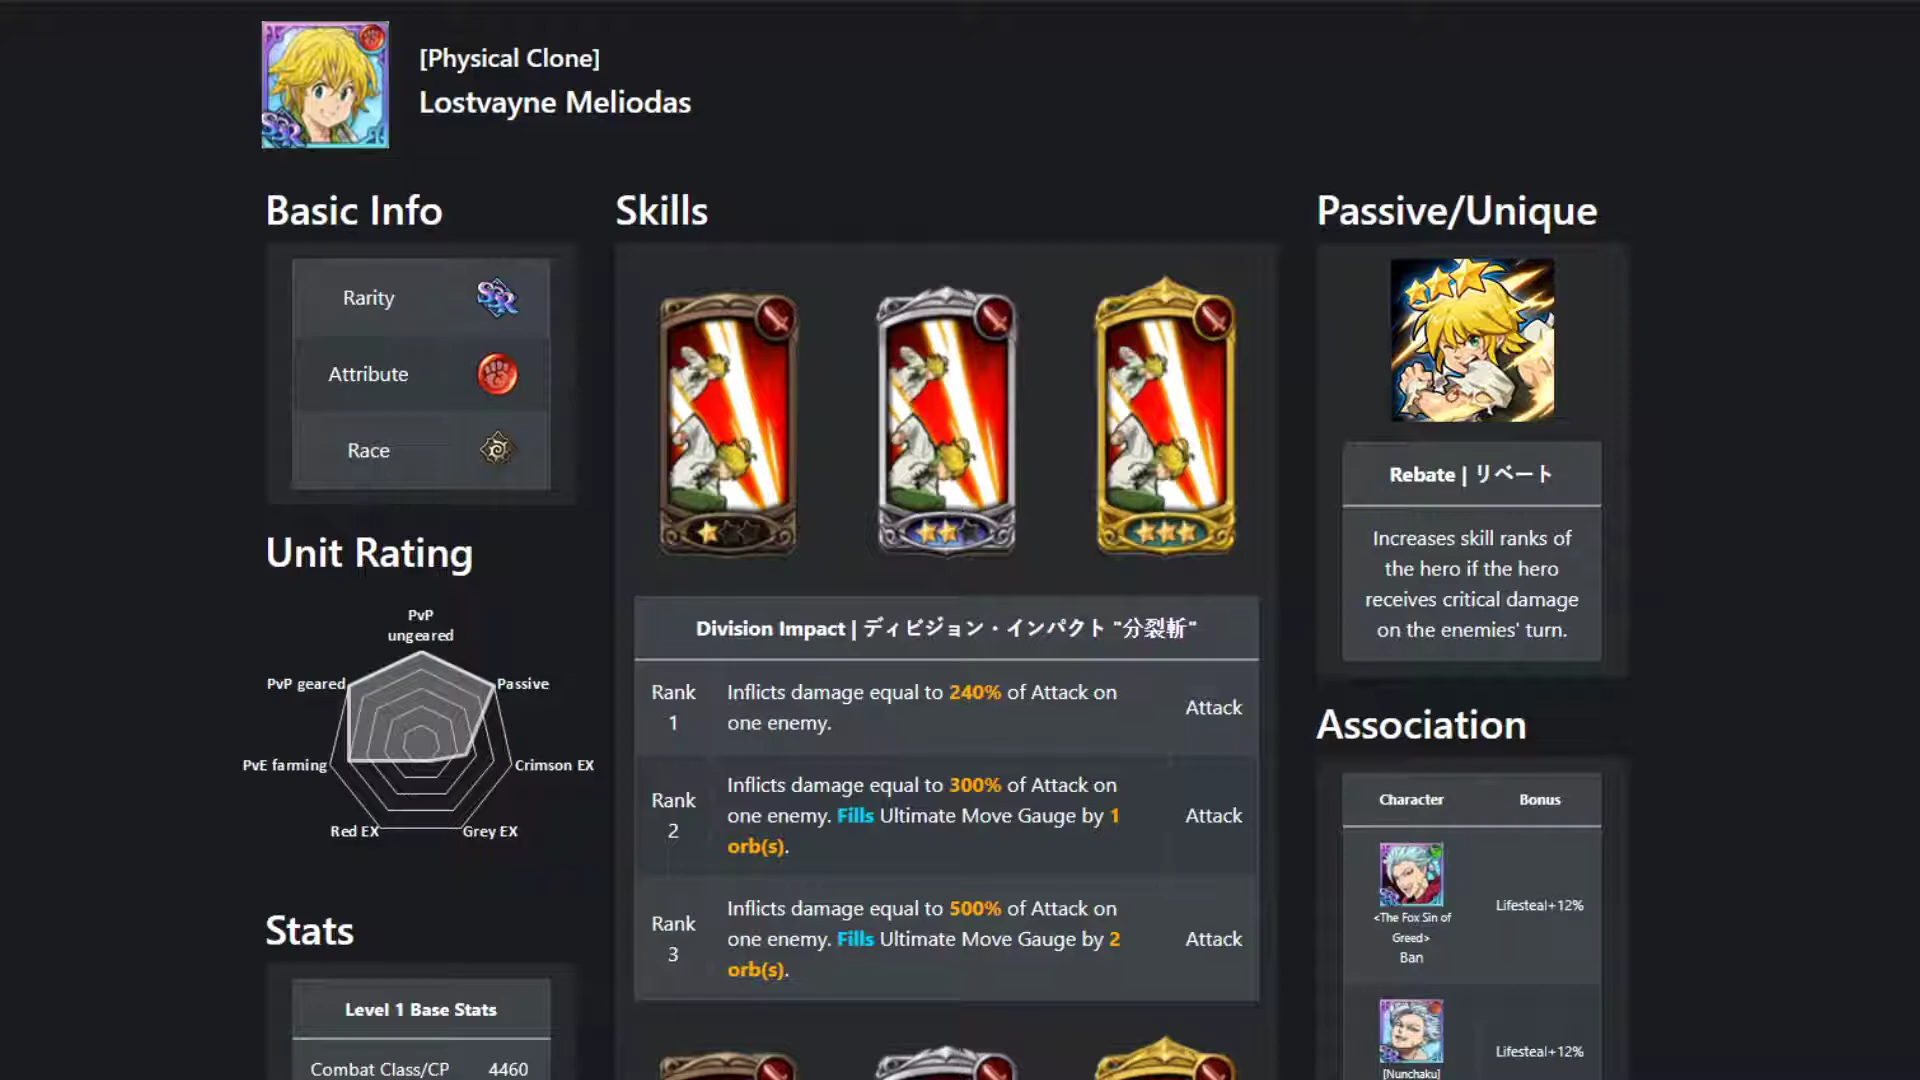 [Physical Clone]
Lostvayne Meliodas
Basic Info
Rarity
SSR
Attribute
Race
Unit Rating
PvP
ungeared
PvP geared
Passive
PvE farming
Crimson EX
Red EX
Grey EX
Stats
Level 1 Base Stats
Combat Class/CP 4460
Skills
Division Impact | ディビジョン・インパクト "分裂斬"
Rank
1
Inflicts damage equal to 240% of Attack on
one enemy.
Attack
Rank
2
Inflicts damage equal to 300% of Attack on
one enemy. Fills Ultimate Move Gauge by 1
orb(s).
Attack
Rank
3
Inflicts damage equal to 500% of Attack on
one enemy. Fills Ultimate Move Gauge by 2
orb(s).
Attack
Passive/Unique
Rebate | リベート
Increases skill ranks of
the hero if the hero
receives critical damage
on the enemies' turn.
Association
Character Bonus
<The Fox Sin of
Greed>
Ban
Lifesteal+12%
[Nunchaku]
Lifesteal+12%